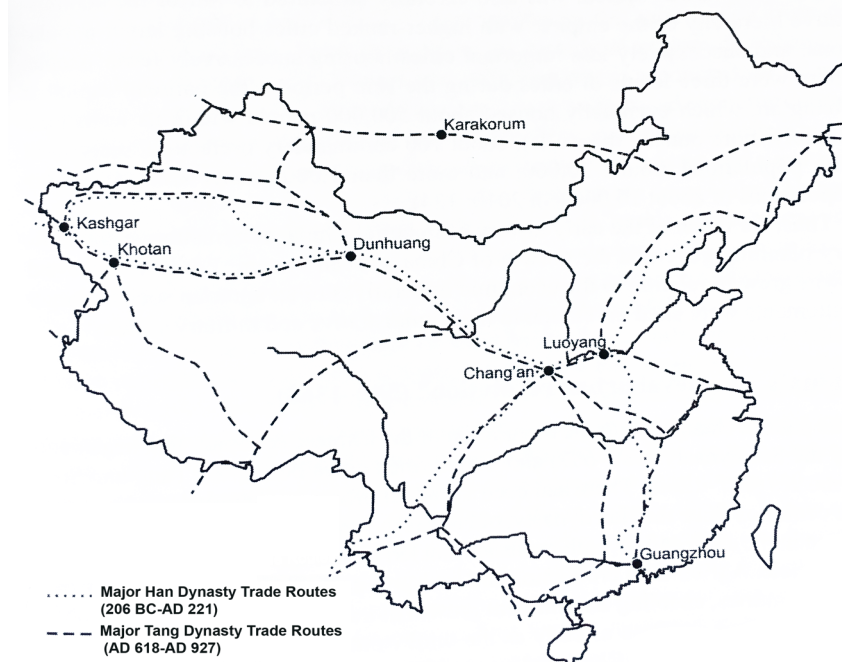 Karakorum
Kashgar
Khotan
Dunhuang
Luoyang
Chang'an
Guangzhou
Major Han Dynasty Trade Routes
(206 BC-AD 221)
Major Tang Dynasty Trade Routes
(AD 618-AD 927)